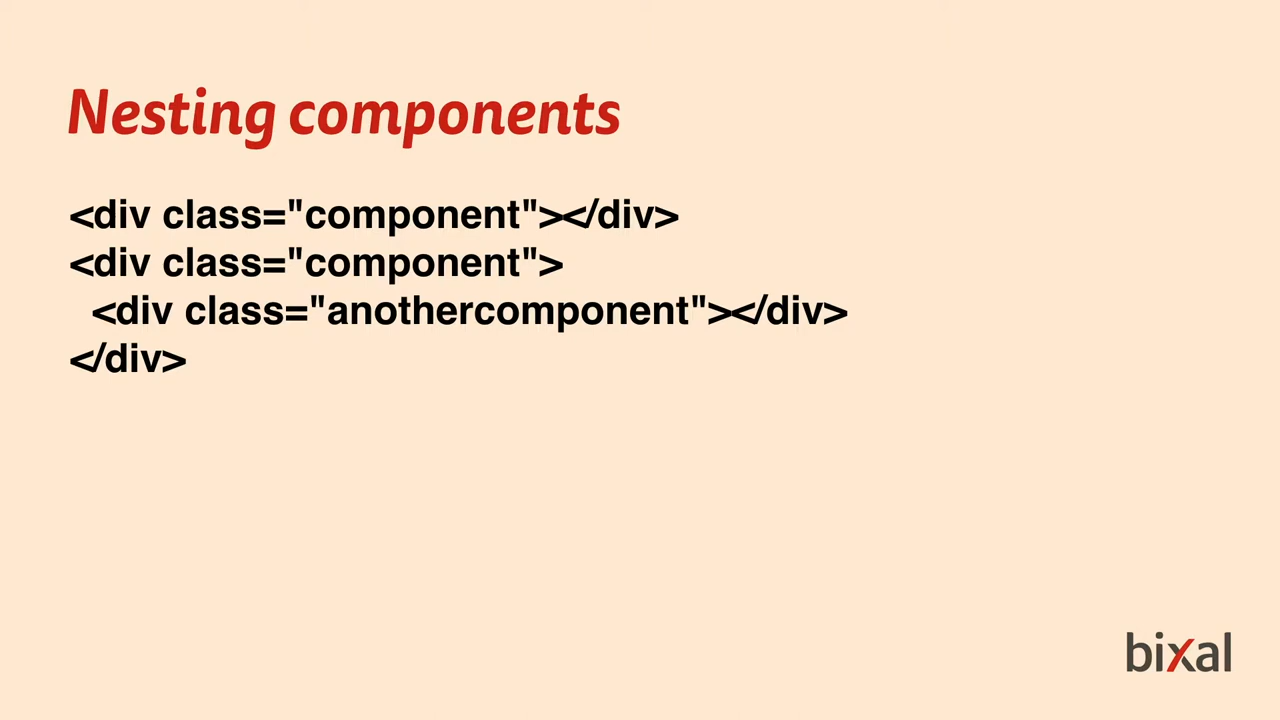 Nesting components
<div class="component"></div>
<div class="component">
  <div class="anothercomponent"></div>
</div>
bixal